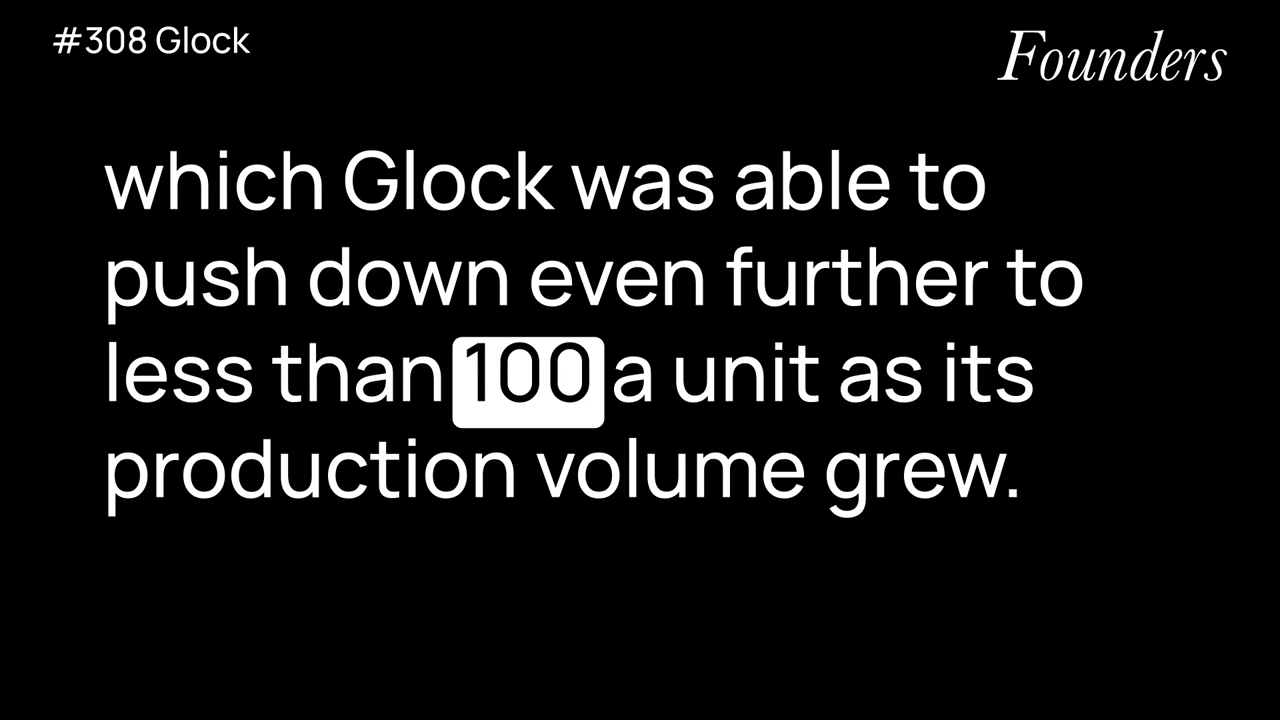 #308 Glock
Founders
which Glock was able to
push down even further to
less than 100 a unit as its
production volume grew.